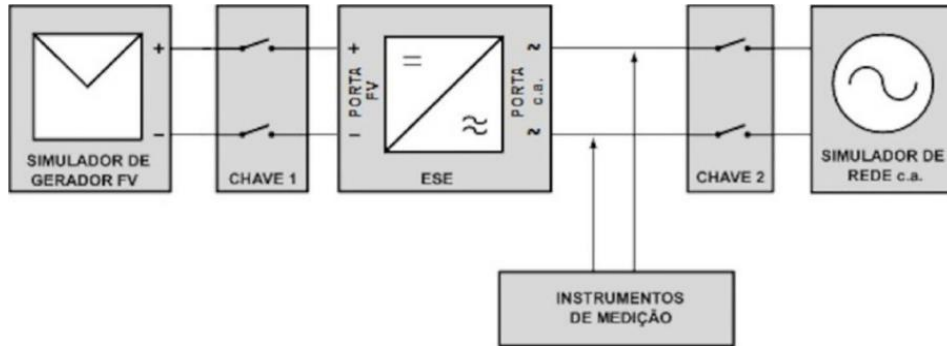 +
−
SIMULADOR DE
GERADOR FV
CHAVE 1
+
−
PORTA
FV
=
≈
ESE
PORTA
c.a.
~
~
CHAVE 2
SIMULADOR DE
REDE c.a.
INSTRUMENTOS
DE MEDIÇÃO